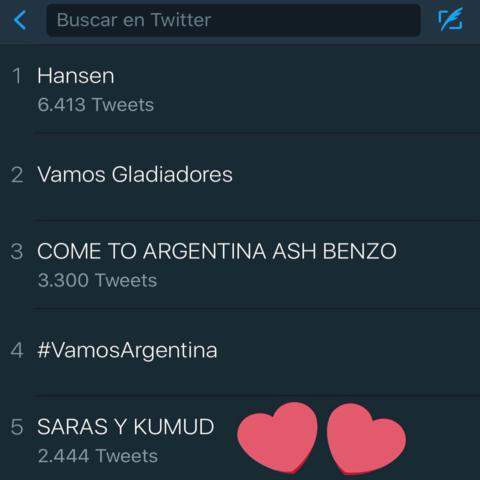 Buscar en Twitter
1 Hansen
6.413 Tweets
2 Vamos Gladiadores
3 COME TO ARGENTINA ASH BENZO
3.300 Tweets
4 #VamosArgentina
5 SARAS Y KUMUD
2.444 Tweets